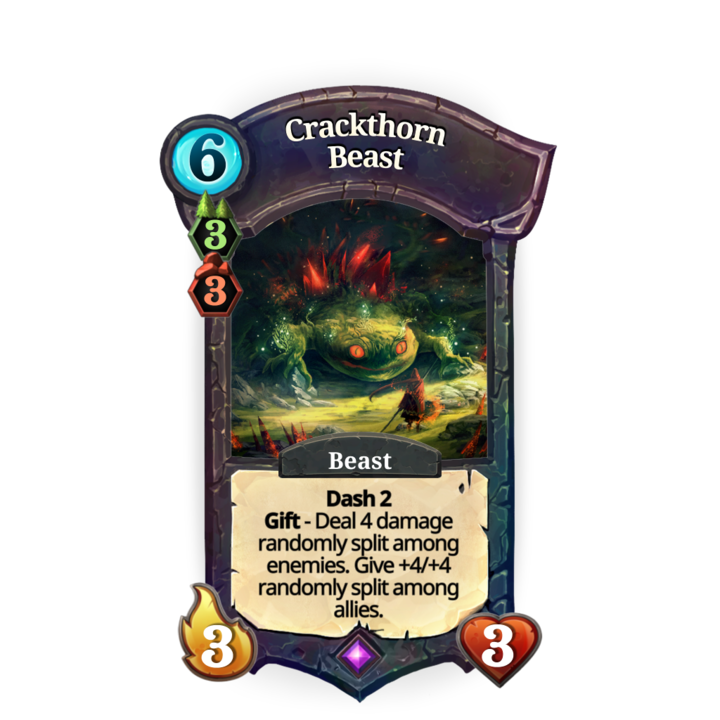 Crackthorn
Beast
6
3
3
Beast
Dash 2
Gift - Deal 4 damage
randomly split among
enemies. Give +4/+4
randomly split among
allies.
3
3